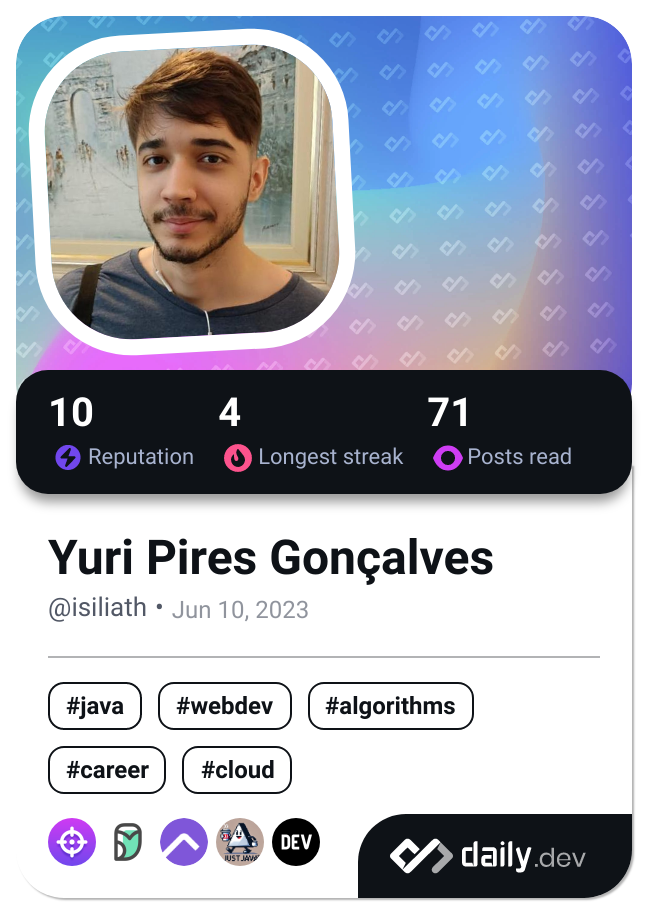 10 4 71
Reputation Longest streak Posts read
Yuri Pires Gonçalves
@isiliath • Jun 10, 2023
#java #webdev #algorithms
#career #cloud
JUST JAVA DEV
daily.dev